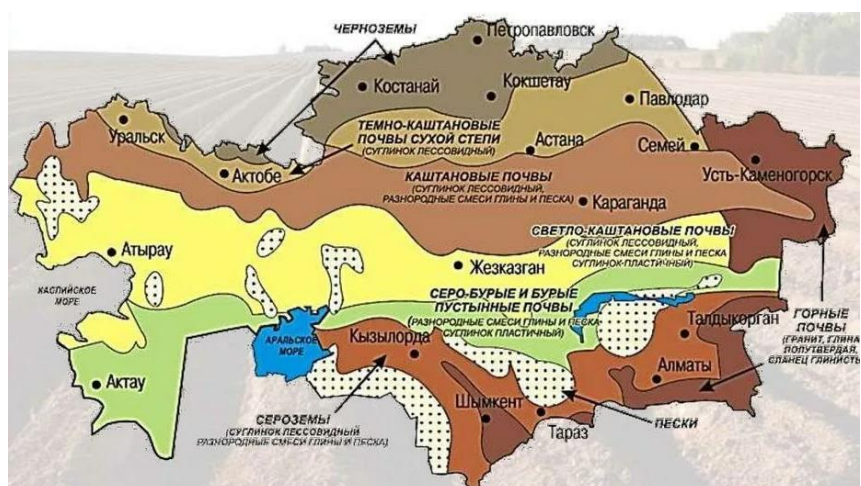 ЧЕРНОЗЕМЫ
Петропавловск
Костанай
Кокшетау
Павлодар
Уральск
ТЕМНО-КАШТАНОВЫЕ
ПОЧВЫ СУХОЙ СТЕПИ
(СУГЛИНОК ЛЕССОВИДНЫЙ)
Астана
Семей
Актобе
Усть-Каменогорск
КАШТАНОВЫЕ ПОЧВЫ
(СУГЛИНОК ЛЕССОВИДНЫЙ,
РАЗНОРОДНЫЕ СМЕСИ ГЛИНЫ И ПЕСКА)
Караганда
СВЕТЛО-КАШТАНОВЫЕ ПОЧВЫ
(СУГЛИНОК ЛЕССОВИДНЫЙ,
РАЗНОРОДНЫЕ СМЕСИ ГЛИНЫ И ПЕСКА
СУГЛИНОК-ПЛАСТИЧНЫЙ)
Атырау
Жезказган
КАСПИЙСКОЕ
МОРЕ
СЕРО-БУРЫЕ И БУРЫЕ
ПУСТЫННЫЕ ПОЧВЫ
(РАЗНОРОДНЫЕ СМЕСИ ГЛИНЫ И ПЕСКА
СУГЛИНОК ПЛАСТИЧНЫЙ)
ГОРНЫЕ
ПОЧВЫ
(ГРАНИТ, ГЛИНА
ПОЛУТВЕРДАЯ,
СЛАНЕЦ ГЛИНИСТЫ
Талдыкорган
АРАЛЬСКОЕ
МОРЕ
Кызылорда
Алматы
Актау
Шымкент
Тараз
ПЕСКИ
СЕРОЗЕМЫ
(СУГЛИНОК ЛЕССОВИДНЫЙ
РАЗНОРОДНЫЕ СМЕСИ ГЛИНЫ И ПЕСКА)